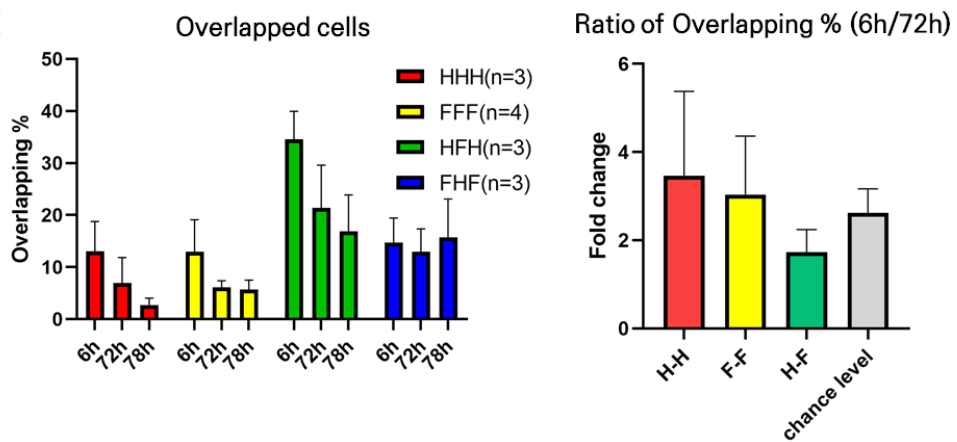 Overlapped cells
Overlapping %
50
40
30
20
10
0
HHH(n=3)
FFF(n=4)
HFH(n=3)
FHF(n=3)
6h 72h 78h 6h 72h 78h 6h 72h 78h 6h 72h 78h
Ratio of Overlapping % (6h/72h)
Fold change
6
4
2
0
H-H F-F H-F chance level